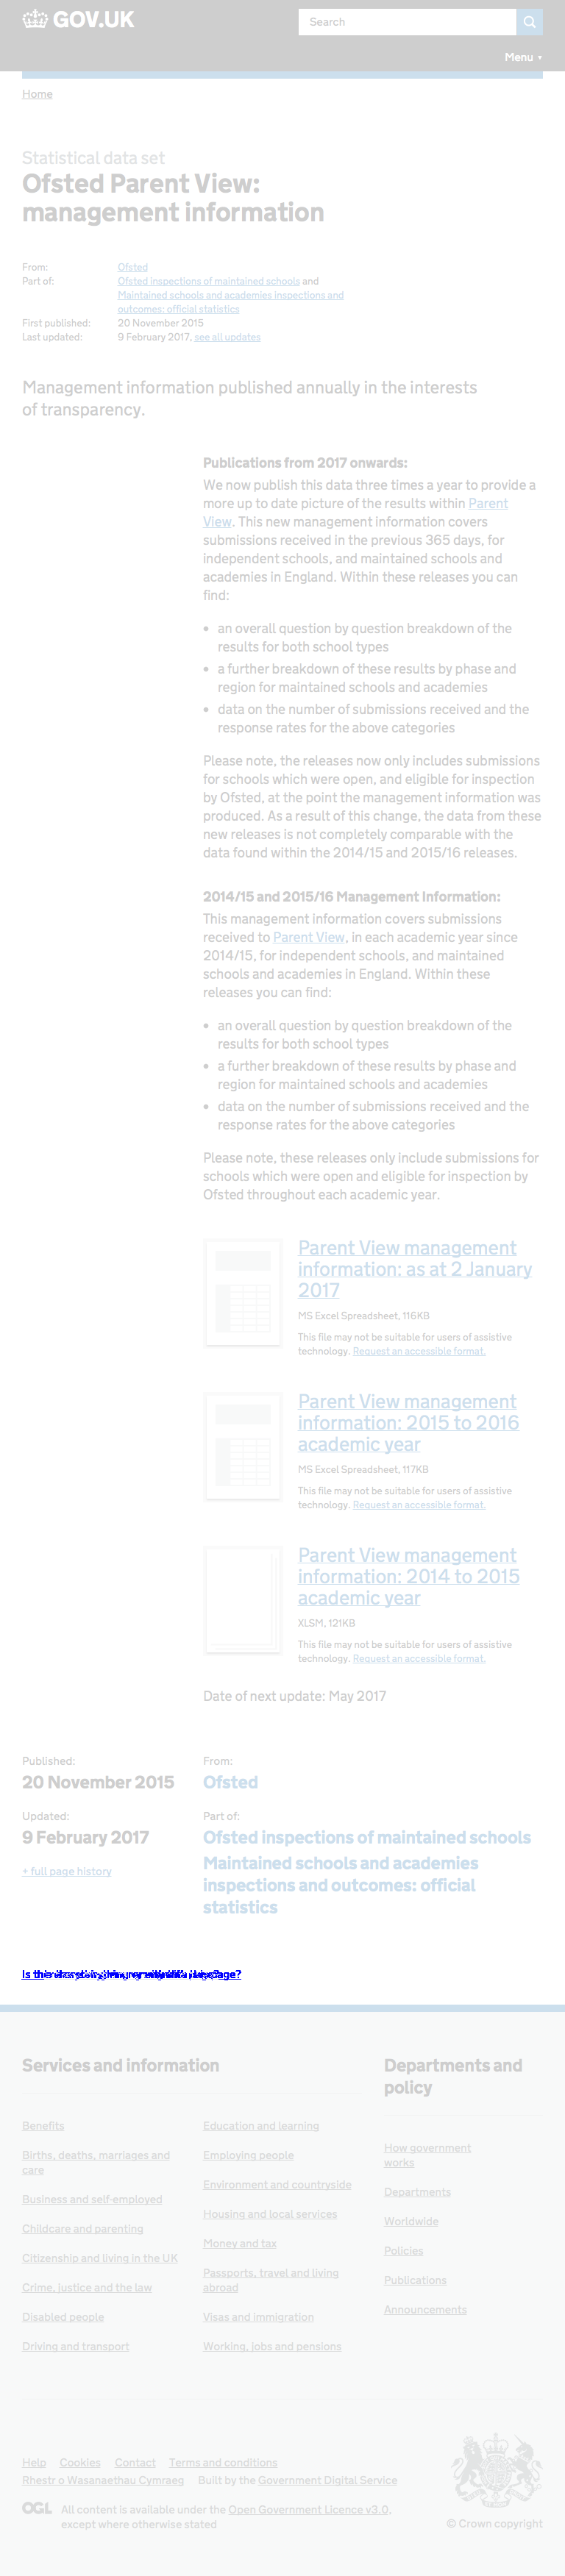 GOV.UK
Search
Menu ▼
Home
Statistical data set
Ofsted Parent View:
management information
From: Ofsted
Part of: Ofsted inspections of maintained schools and
Maintained schools and academies inspections and
outcomes: official statistics
First published: 20 November 2015
Last updated: 9 February 2017, see all updates
Management information published annually in the interests
of transparency.
Publications from 2017 onwards:
We now publish this data three times a year to provide a
more up to date picture of the results within Parent
View. This new management information covers
submissions received in the previous 365 days, for
independent schools, and maintained schools and
academies in England. Within these releases you can
find:
• an overall question by question breakdown of the
results for both school types
• a further breakdown of these results by phase and
region for maintained schools and academies
• data on the number of submissions received and the
response rates for the above categories
Please note, the releases now only includes submissions
for schools which were open, and eligible for inspection
by Ofsted, at the point the management information was
produced. As a result of this change, the data from these
new releases is not completely comparable with the
data found within the 2014/15 and 2015/16 releases.
2014/15 and 2015/16 Management Information:
This management information covers submissions
received to Parent View, in each academic year since
2014/15, for independent schools, and maintained
schools and academies in England. Within these
releases you can find:
• an overall question by question breakdown of the
results for both school types
• a further breakdown of these results by phase and
region for maintained schools and academies
• data on the number of submissions received and the
response rates for the above categories
Please note, these releases only include submissions for
schools which were open and eligible for inspection by
Ofsted throughout each academic year.
Parent View management
information: as at 2 January
2017
MS Excel Spreadsheet, 116KB
This file may not be suitable for users of assistive
technology. Request an accessible format.
Parent View management
information: 2015 to 2016
academic year
MS Excel Spreadsheet, 117KB
This file may not be suitable for users of assistive
technology. Request an accessible format.
Parent View management
information: 2014 to 2015
academic year
XLSM, 121KB
This file may not be suitable for users of assistive
technology. Request an accessible format.
Date of next update: May 2017
Published:
20 November 2015
Updated:
9 February 2017
+ full page history
From:
Ofsted
Part of:
Ofsted inspections of maintained schools
Maintained schools and academies
inspections and outcomes: official
statistics
Services and information
Benefits
Births, deaths, marriages and
care
Business and self-employed
Childcare and parenting
Citizenship and living in the UK
Crime, justice and the law
Disabled people
Driving and transport
Education and learning
Employing people
Environment and countryside
Housing and local services
Money and tax
Passports, travel and living
abroad
Visas and immigration
Working, jobs and pensions
Departments and
policy
How government
works
Departments
Worldwide
Policies
Publications
Announcements
Help Cookies Contact Terms and conditions
Rhestr o Wasanaethau Cymraeg Built by the Government Digital Service
OGL All content is available under the Open Government Licence v3.0,
except where otherwise stated
© Crown copyright